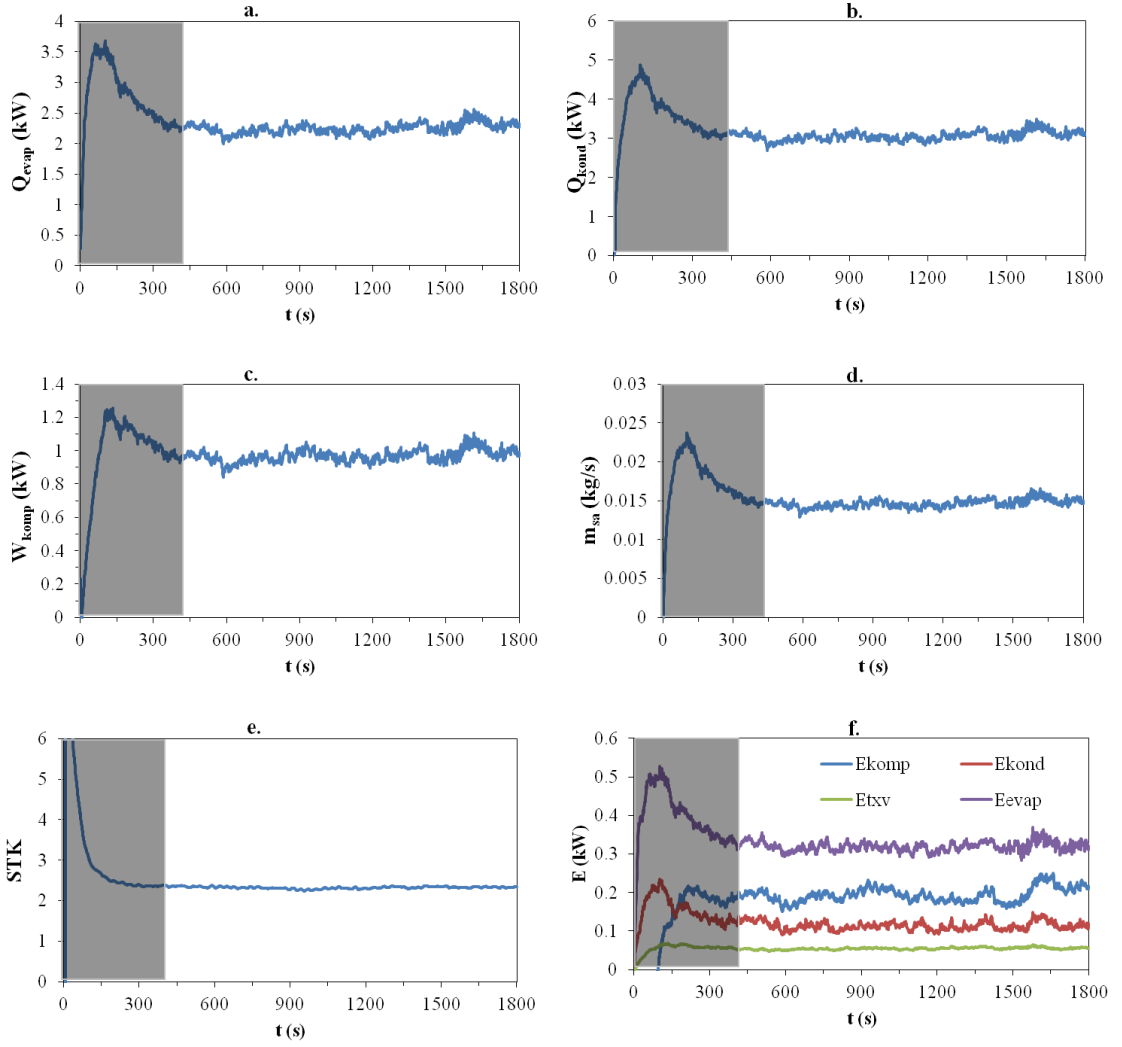 a.
4
3.5
3
2.5
2
1.5
1
0.5
0
Q_evap (kW)
0 300 600 900 1200 1500 1800
t (s)
b.
6
5
4
3
2
1
0
Q_kond (kW)
0 300 600 900 1200 1500 1800
t (s)
c.
1.4
1.2
1
0.8
0.6
0.4
0.2
0
W_komp (kW)
0 300 600 900 1200 1500 1800
t (s)
d.
0.03
0.025
0.02
0.015
0.01
0.005
0
m_sa (kg/s)
0 300 600 900 1200 1500 1800
t (s)
e.
6
5
4
3
2
1
0
STK
0 300 600 900 1200 1500 1800
t (s)
f.
0.6
0.5
0.4
0.3
0.2
0.1
0
E (kW)
Ekomp Ekond
Etxv Eevap
0 300 600 900 1200 1500 1800
t (s)